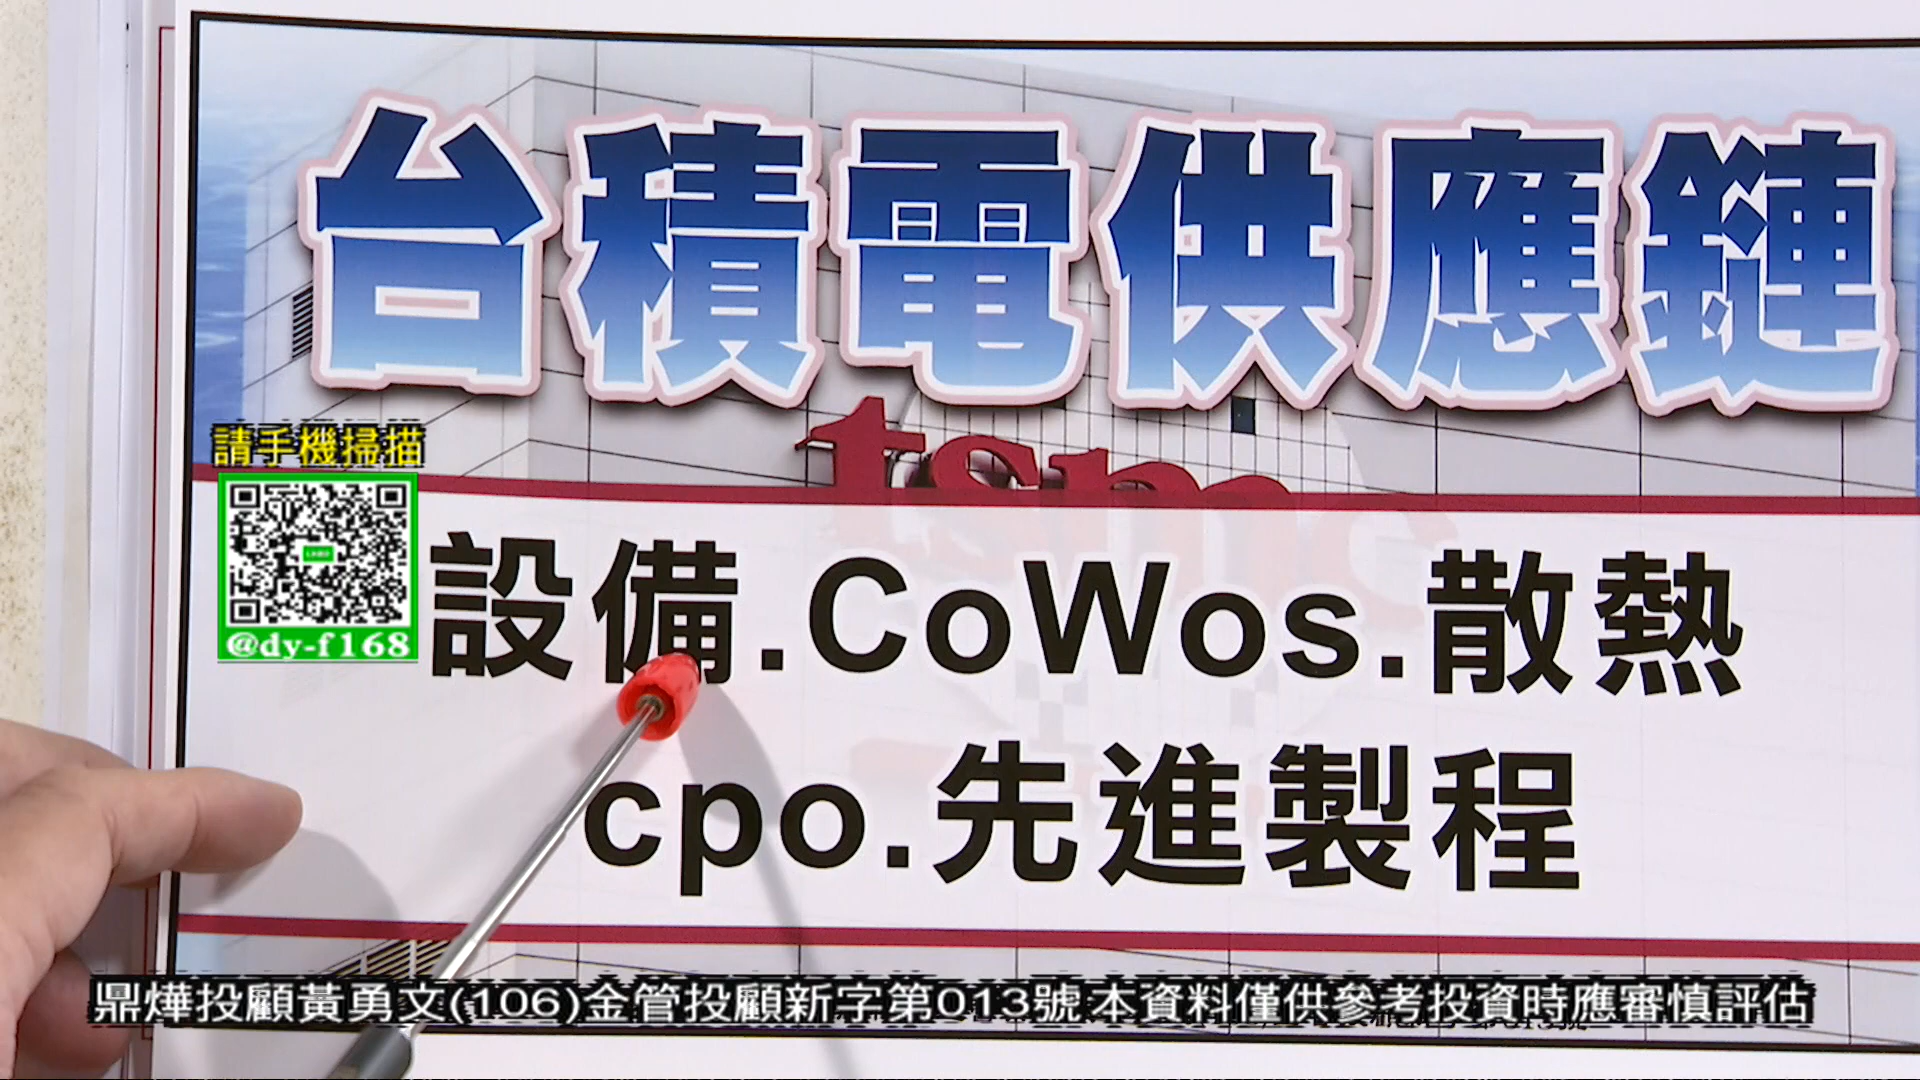 台積電供應鏈
tsmc
請手機掃描
@dy-f168
設備.CoWos.散熱
cpo.先進製程
鼎燁投顧黃勇文(106)金管投顧新字第013號本資料僅供參考投資時應審慎評估